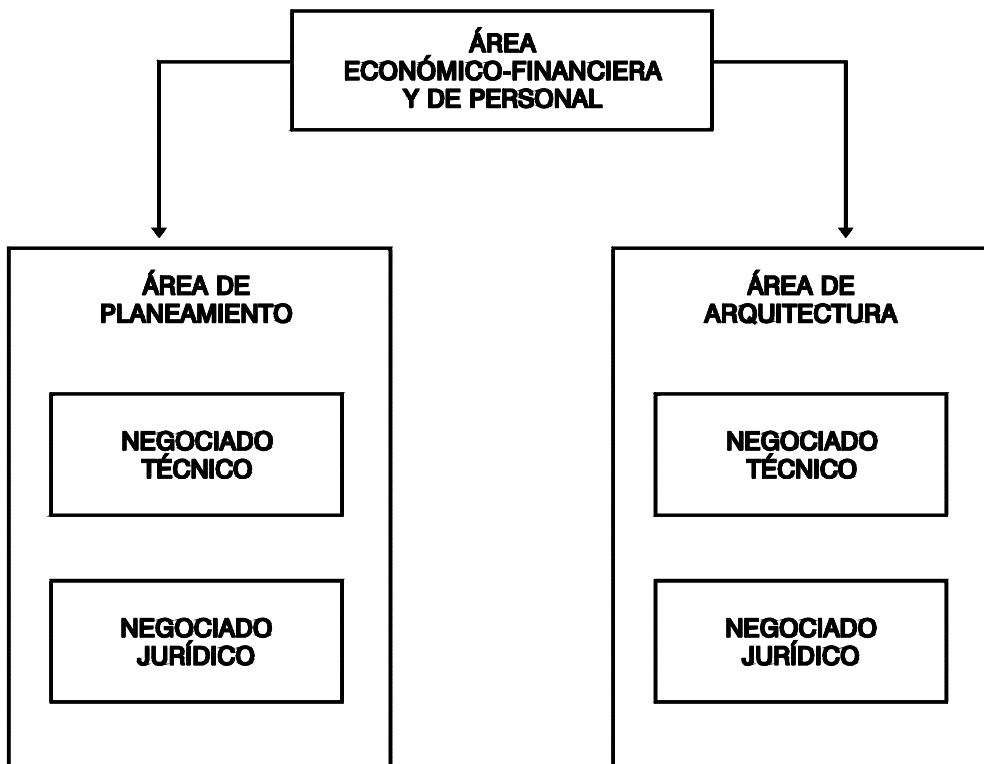 ÁREA
ECONÓMICO-FINANCIERA
Y DE PERSONAL
ÁREA DE
PLANEAMIENTO
NEGOCIADO
TÉCNICO
NEGOCIADO
JURÍDICO
ÁREA DE
ARQUITECTURA
NEGOCIADO
TÉCNICO
NEGOCIADO
JURÍDICO